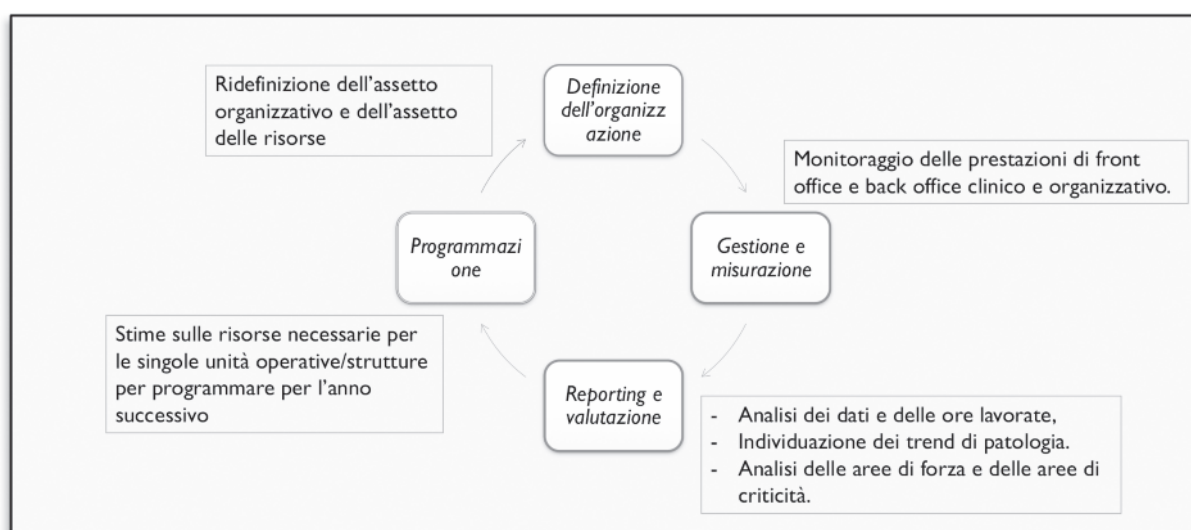 Ridefinizione dell'assetto
organizzativo e dell'assetto
delle risorse
Definizione
dell'organizz
azione
Monitoraggio delle prestazioni di front
office e back office clinico e organizzativo.
Programmazi
one
Gestione e
misurazione
Stime sulle risorse necessarie per
le singole unità operative/strutture
per programmare per l'anno
successivo
Reporting e
valutazione
- Analisi dei dati e delle ore lavorate,
- Individuazione dei trend di patologia.
- Analisi delle aree di forza e delle aree di
criticità.